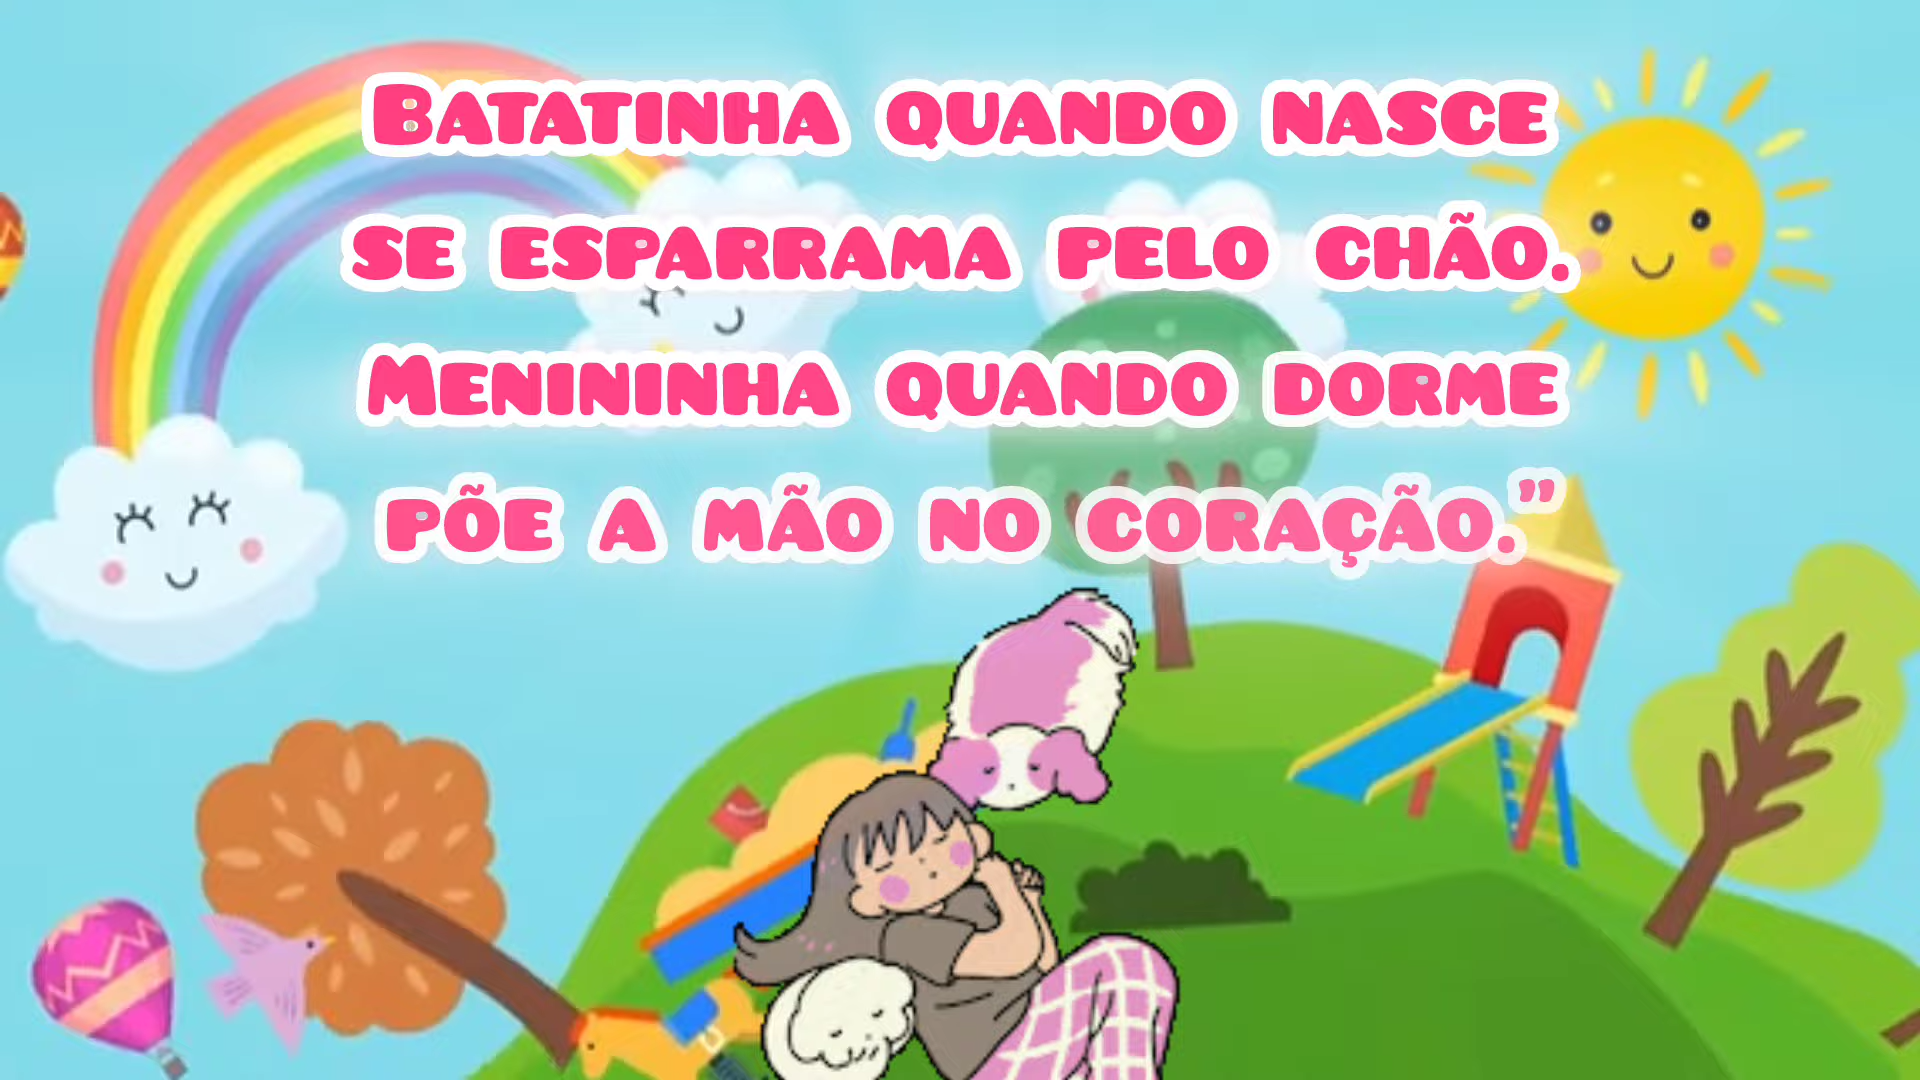 Batatinha quando nasce
se esparrama pelo chão.
Menininha quando dorme
põe a mão no coração.”